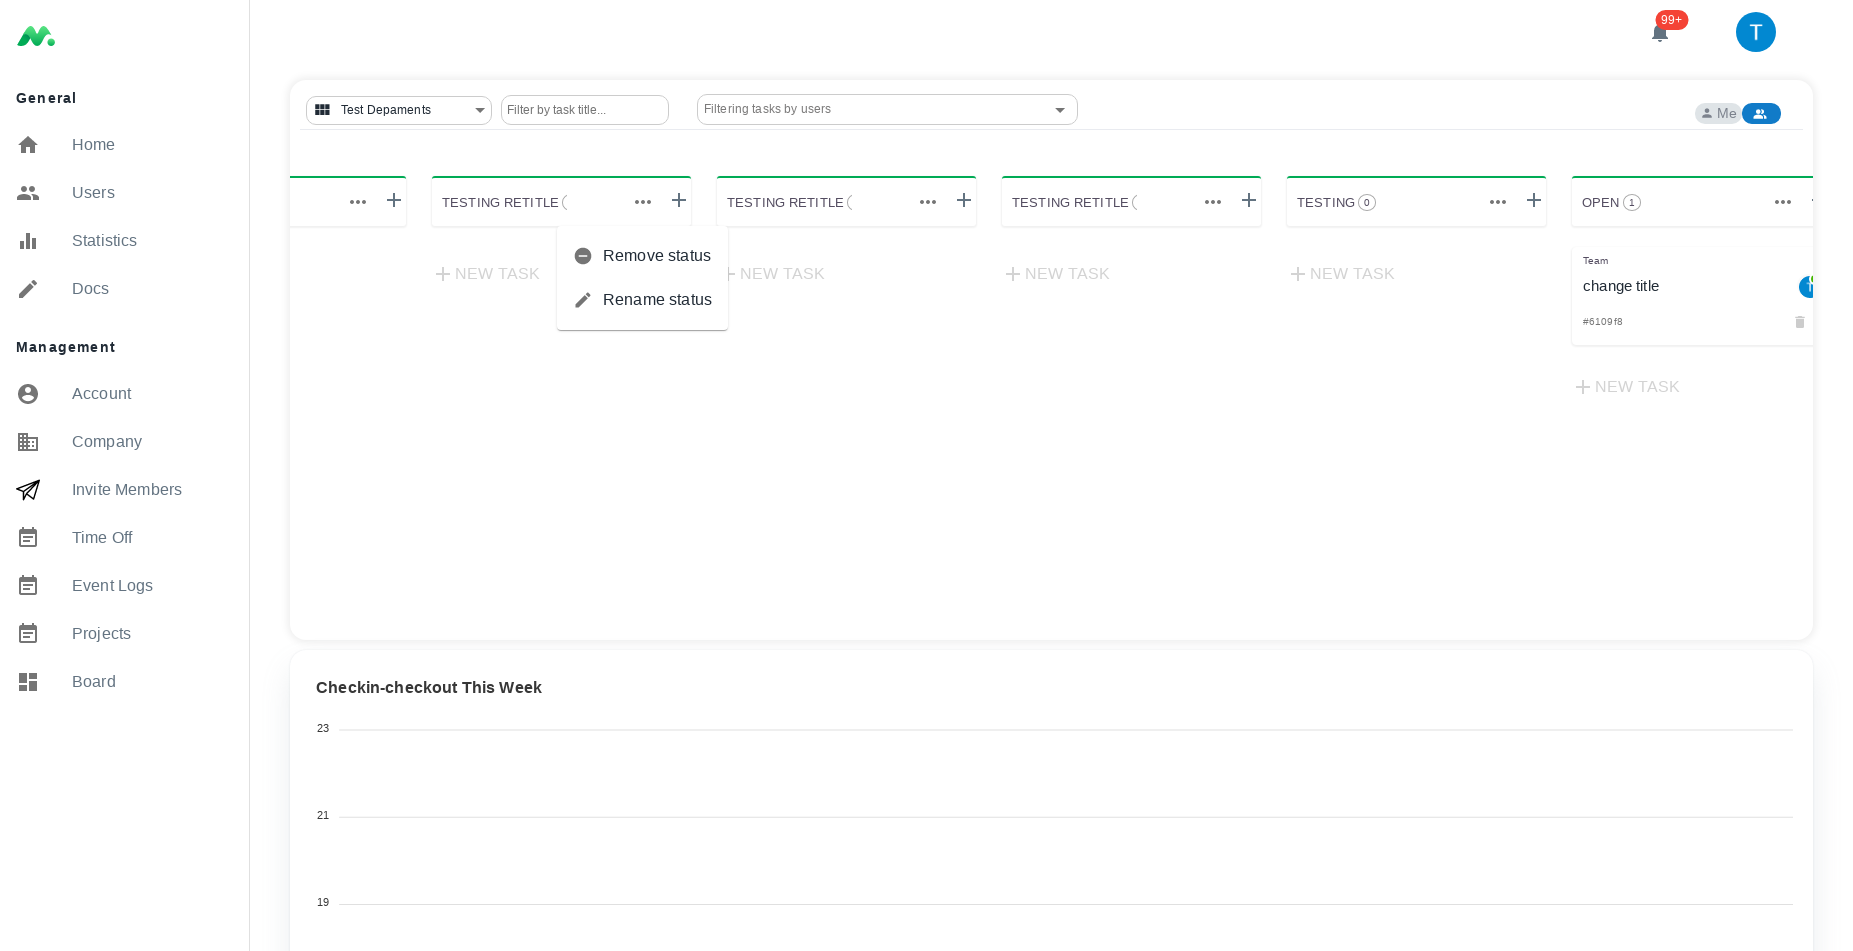 99+
T
General
Home
Users
Statistics
Docs
Management
Account
Company
Invite Members
Time Off
Event Logs
Projects
Board
Test Depaments
Filter by task title...
Filtering tasks by users
Me
TESTING RETITLE
TESTING RETITLE
TESTING RETITLE
TESTING 0
OPEN 1
Remove status
Rename status
NEW TASK
NEW TASK
NEW TASK
NEW TASK
Team
change title
#6109f8
NEW TASK
Checkin-checkout This Week
23
21
19